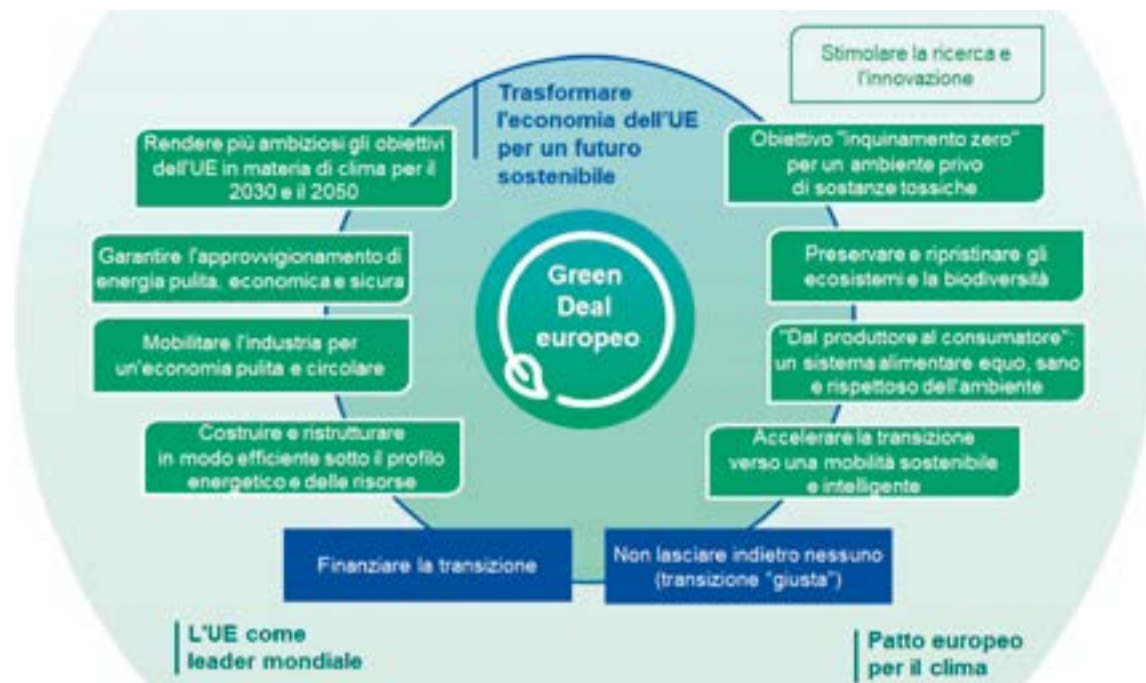 Stimolare la ricerca e
l'innovazione
Trasformare
l'economia dell'UE
per un futuro
sostenibile
Rendere più ambiziosi gli obiettivi
dell'UE in materia di clima per il
2030 e il 2050
Obiettivo "inquinamento zero"
per un ambiente privo
di sostanze tossiche
Garantire l'approvvigionamento di
energia pulita, economica e sicura
Preservare e ripristinare gli
ecosistemi e la biodiversità
Green
Deal
europeo
Mobilitare l'industria per
un'economia pulita e circolare
"Dal produttore al consumatore":
un sistema alimentare equo, sano
e rispettoso dell'ambiente
Costruire e ristrutturare
in modo efficiente sotto il profilo
energetico e delle risorse
Accelerare la transizione
verso una mobilità sostenibile
e intelligente
Finanziare la transizione
Non lasciare indietro nessuno
(transizione "giusta")
L'UE come
leader mondiale
Patto europeo
per il clima